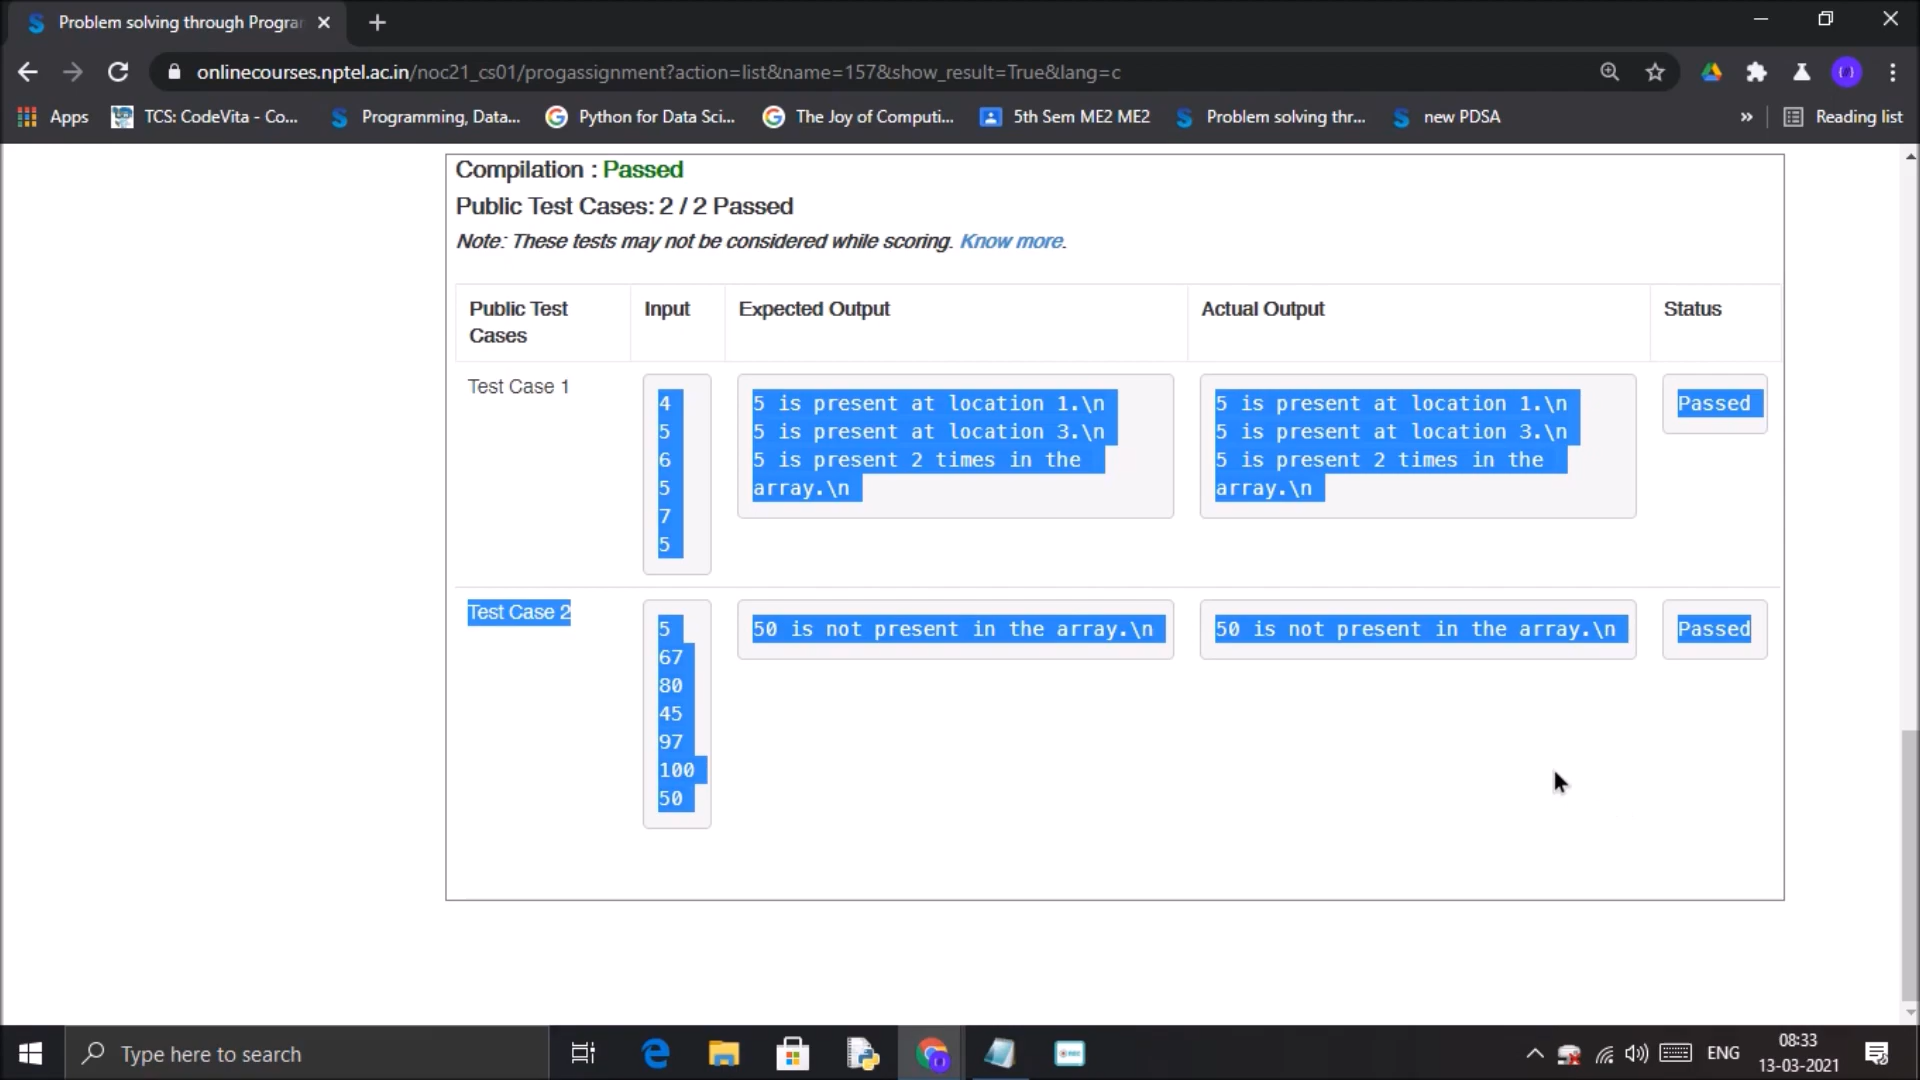 Problem solving through Progra
onlinecourses.nptel.ac.in/noc21_cs01/progassignment?action=list&name=157&show_result=True&lang=c
Apps TCS: CodeVita - Co... Programming, Data... Python for Data Sci... The Joy of Computi... 5th Sem ME2 ME2 Problem solving thr... new PDSA » Reading list
Compilation : Passed
Public Test Cases: 2 / 2 Passed
Note: These tests may not be considered while scoring. Know more.
Public Test Cases
Input
Expected Output
Actual Output
Status
Test Case 1
4
5
6
5
7
5
5 is present at location 1.\n
5 is present at location 3.\n
5 is present 2 times in the
array.\n
5 is present at location 1.\n
5 is present at location 3.\n
5 is present 2 times in the
array.\n
Passed
Test Case 2
5
67
80
45
97
100
50
50 is not present in the array.\n
50 is not present in the array.\n
Passed
Type here to search
ENG
08:33
13-03-2021